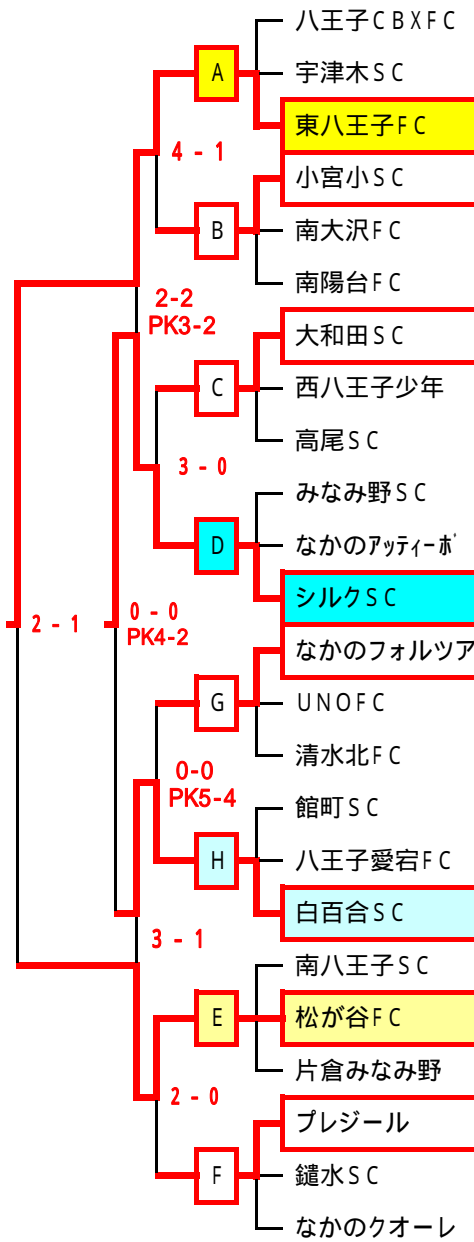 八王子CBXFC
A
宇津木SC
東八王子FC
4-1
小宮小SC
B
南大沢FC
南陽台FC
2-2
PK3-2
大和田SC
C
西八王子少年
高尾SC
3-0
みなみ野SC
D
なかのアッティーボ
シルクSC
2-1
0-0
PK4-2
なかのフォルツア
G
UNOFC
清水北FC
0-0
PK5-4
館町SC
H
八王子愛宕FC
白百合SC
3-1
南八王子SC
E
松が谷FC
片倉みなみ野
2-0
プレジール
F
鑓水SC
なかのクオーレ